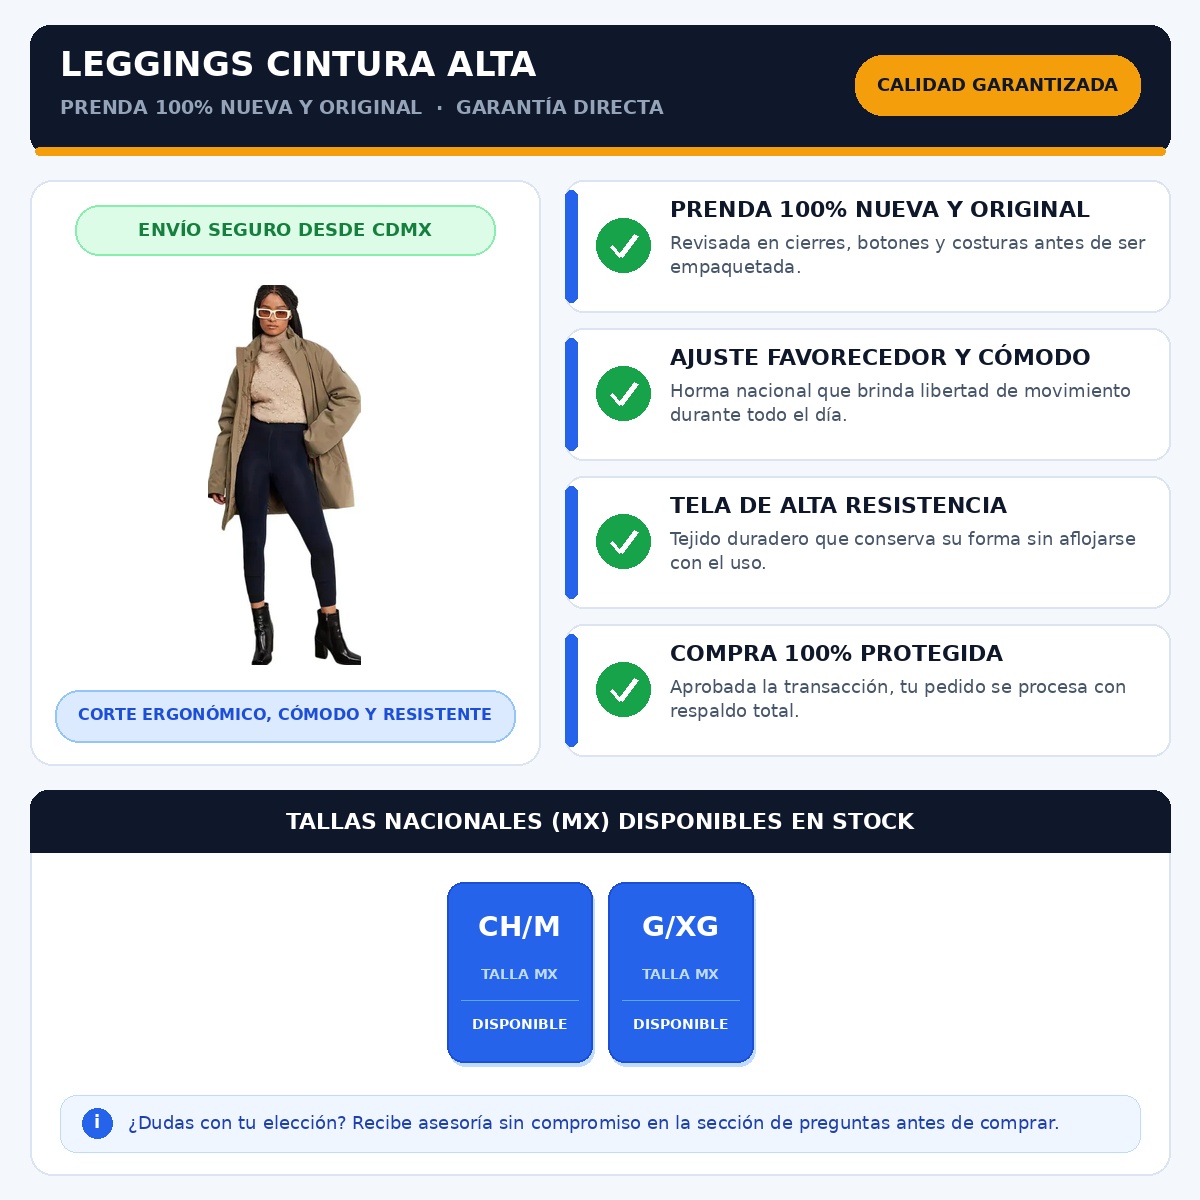 LEGGINGS CINTURA ALTA
PRENDA 100% NUEVA Y ORIGINAL · GARANTÍA DIRECTA
CALIDAD GARANTIZADA
ENVÍO SEGURO DESDE CDMX
CORTE ERGONÓMICO, CÓMODO Y RESISTENTE
PRENDA 100% NUEVA Y ORIGINAL
Revisada en cierres, botones y costuras antes de ser
empaquetada.
AJUSTE FAVORECEDOR Y CÓMODO
Horma nacional que brinda libertad de movimiento
durante todo el día.
TELA DE ALTA RESISTENCIA
Tejido duradero que conserva su forma sin aflojarse
con el uso.
COMPRA 100% PROTEGIDA
Aprobada la transacción, tu pedido se procesa con
respaldo total.
TALLAS NACIONALES (MX) DISPONIBLES EN STOCK
CH/M
TALLA MX
DISPONIBLE
G/XG
TALLA MX
DISPONIBLE
i ¿Dudas con tu elección? Recibe asesoría sin compromiso en la sección de preguntas antes de comprar.